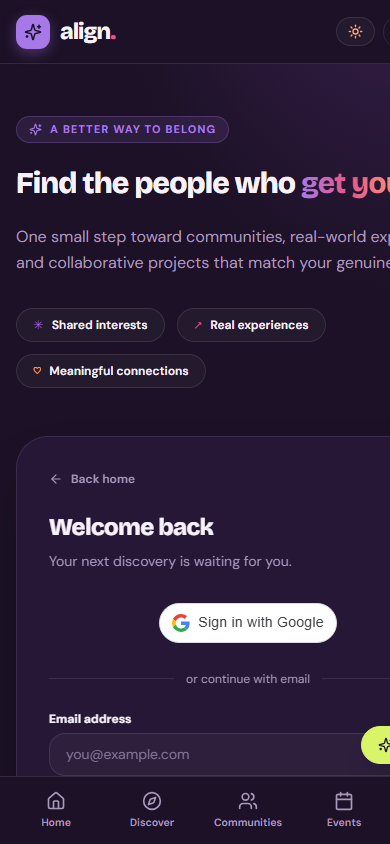 align.
A BETTER WAY TO BELONG
Find the people who get you
One small step toward communities, real-world
and collaborative projects that match your genuine
Shared interests
Real experiences
Meaningful connections
Back home
Welcome back
Your next discovery is waiting for you.
Sign in with Google
or continue with email
Email address
you@example.com
Home Discover Communities Events